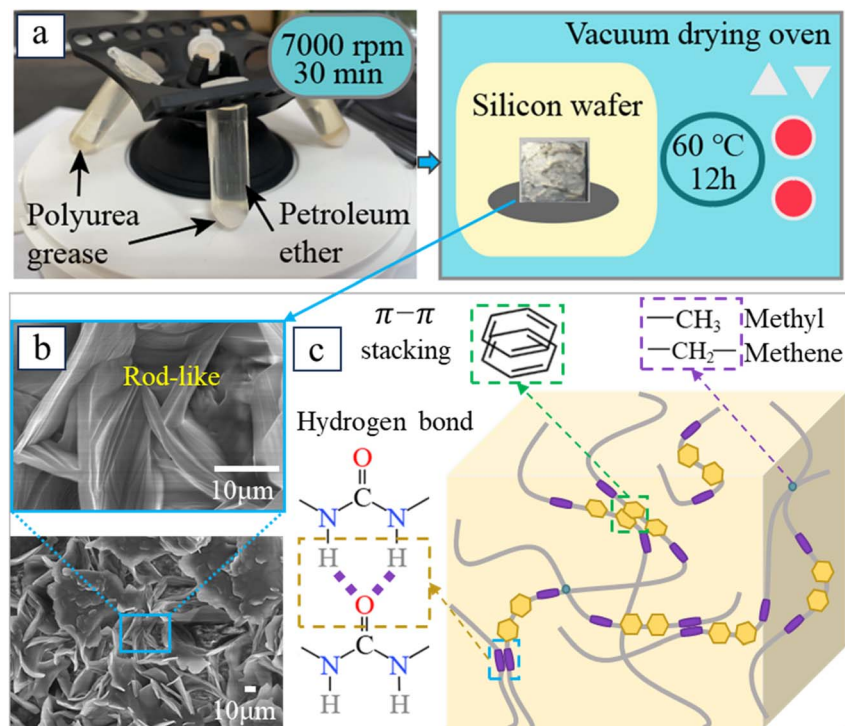 a
7000 rpm
30 min
Polyurea
grease
Petroleum
ether
Vacuum drying oven
Silicon wafer
60 °C
12h
b
Rod-like
10μm
10μm
c
π−π
stacking
—CH3 Methyl
—CH2— Methene
Hydrogen bond
O
C
N N
H H
O
C
N N
H H